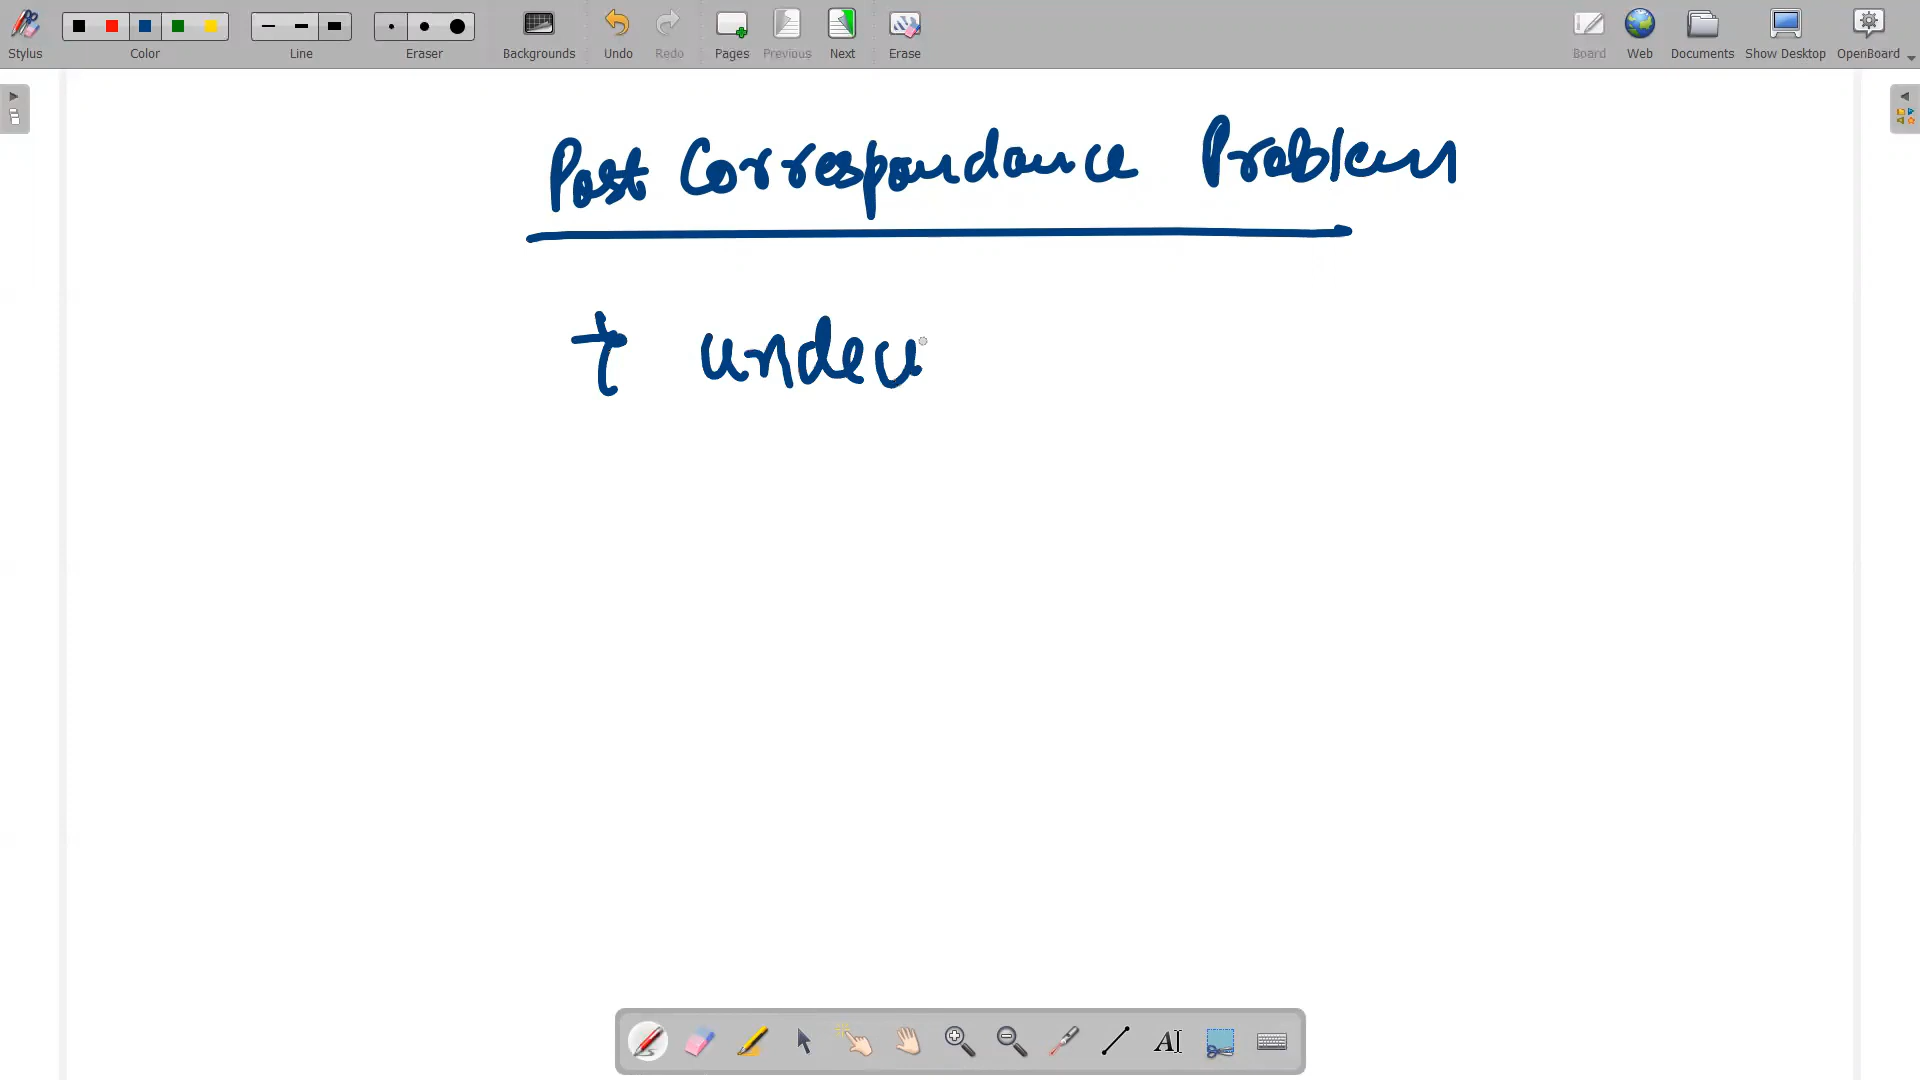 Stylus Color Line Eraser Backgrounds Undo Redo Pages Previous Next Erase Board Web Documents Show Desktop OpenBoard
Post Correspondance Problem
+ undeci